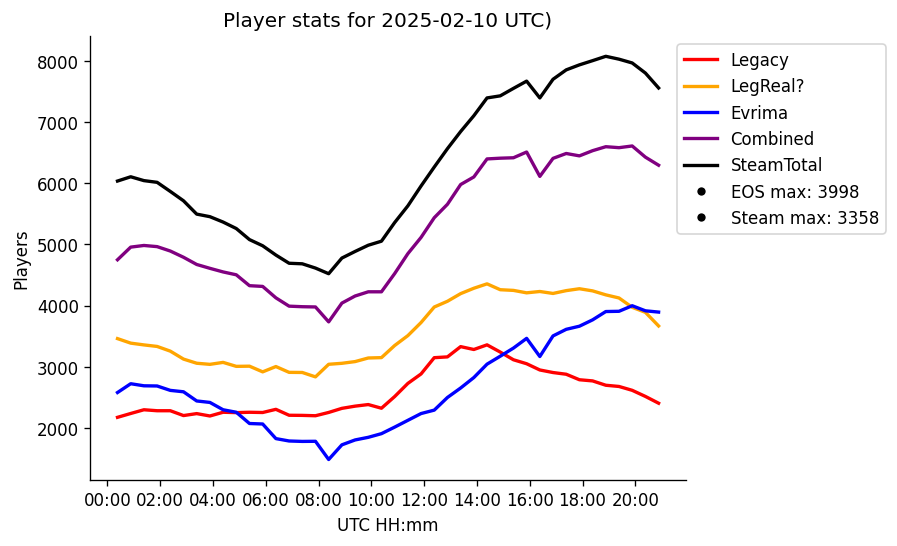 Player stats for 2025-02-10 UTC)
8000
7000
6000
5000
4000
3000
2000
Players
00:00 02:00 04:00 06:00 08:00 10:00 12:00 14:00 16:00 18:00 20:00
UTC HH:mm
Legacy
LegReal?
Evrima
Combined
SteamTotal
EOS max: 3998
Steam max: 3358